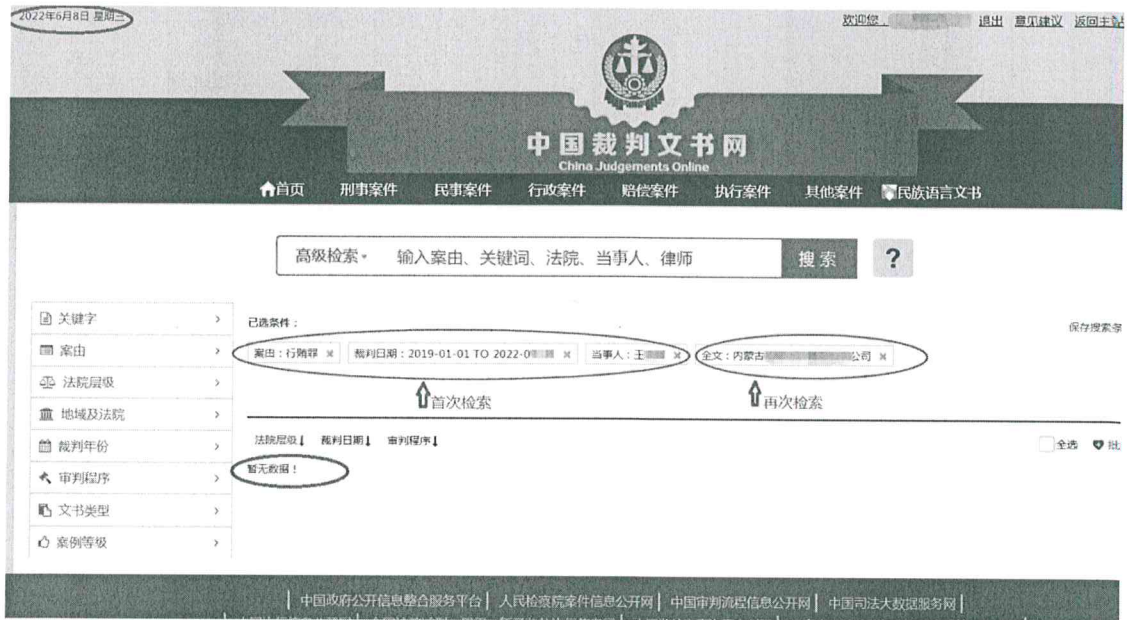 2022年6月8日 星期三
欢迎您，
退出 意见建议 返回主站
中国裁判文书网
China Judgements Online
首页 刑事案件 民事案件 行政案件 赔偿案件 执行案件 其他案件 民族语言文书
高级检索 输入案由、关键词、法院、当事人、律师 搜索 ?
关键字
案由
法院层级
地域及法院
裁判年份
审判程序
文书类型
案例等级
已选条件：
保存搜索条
案由：行贿罪 × 裁判日期：2019-01-01 TO 2022-0 × 当事人：王 × 全文：内蒙古 公司 ×
首次检索 再次检索
法院层级 裁判日期 审判程序
全选 批
暂无数据！
中国政府公开信息整合服务平台 | 人民检察院案件信息公开网 | 中国审判流程信息公开网 | 中国司法大数据服务网 |